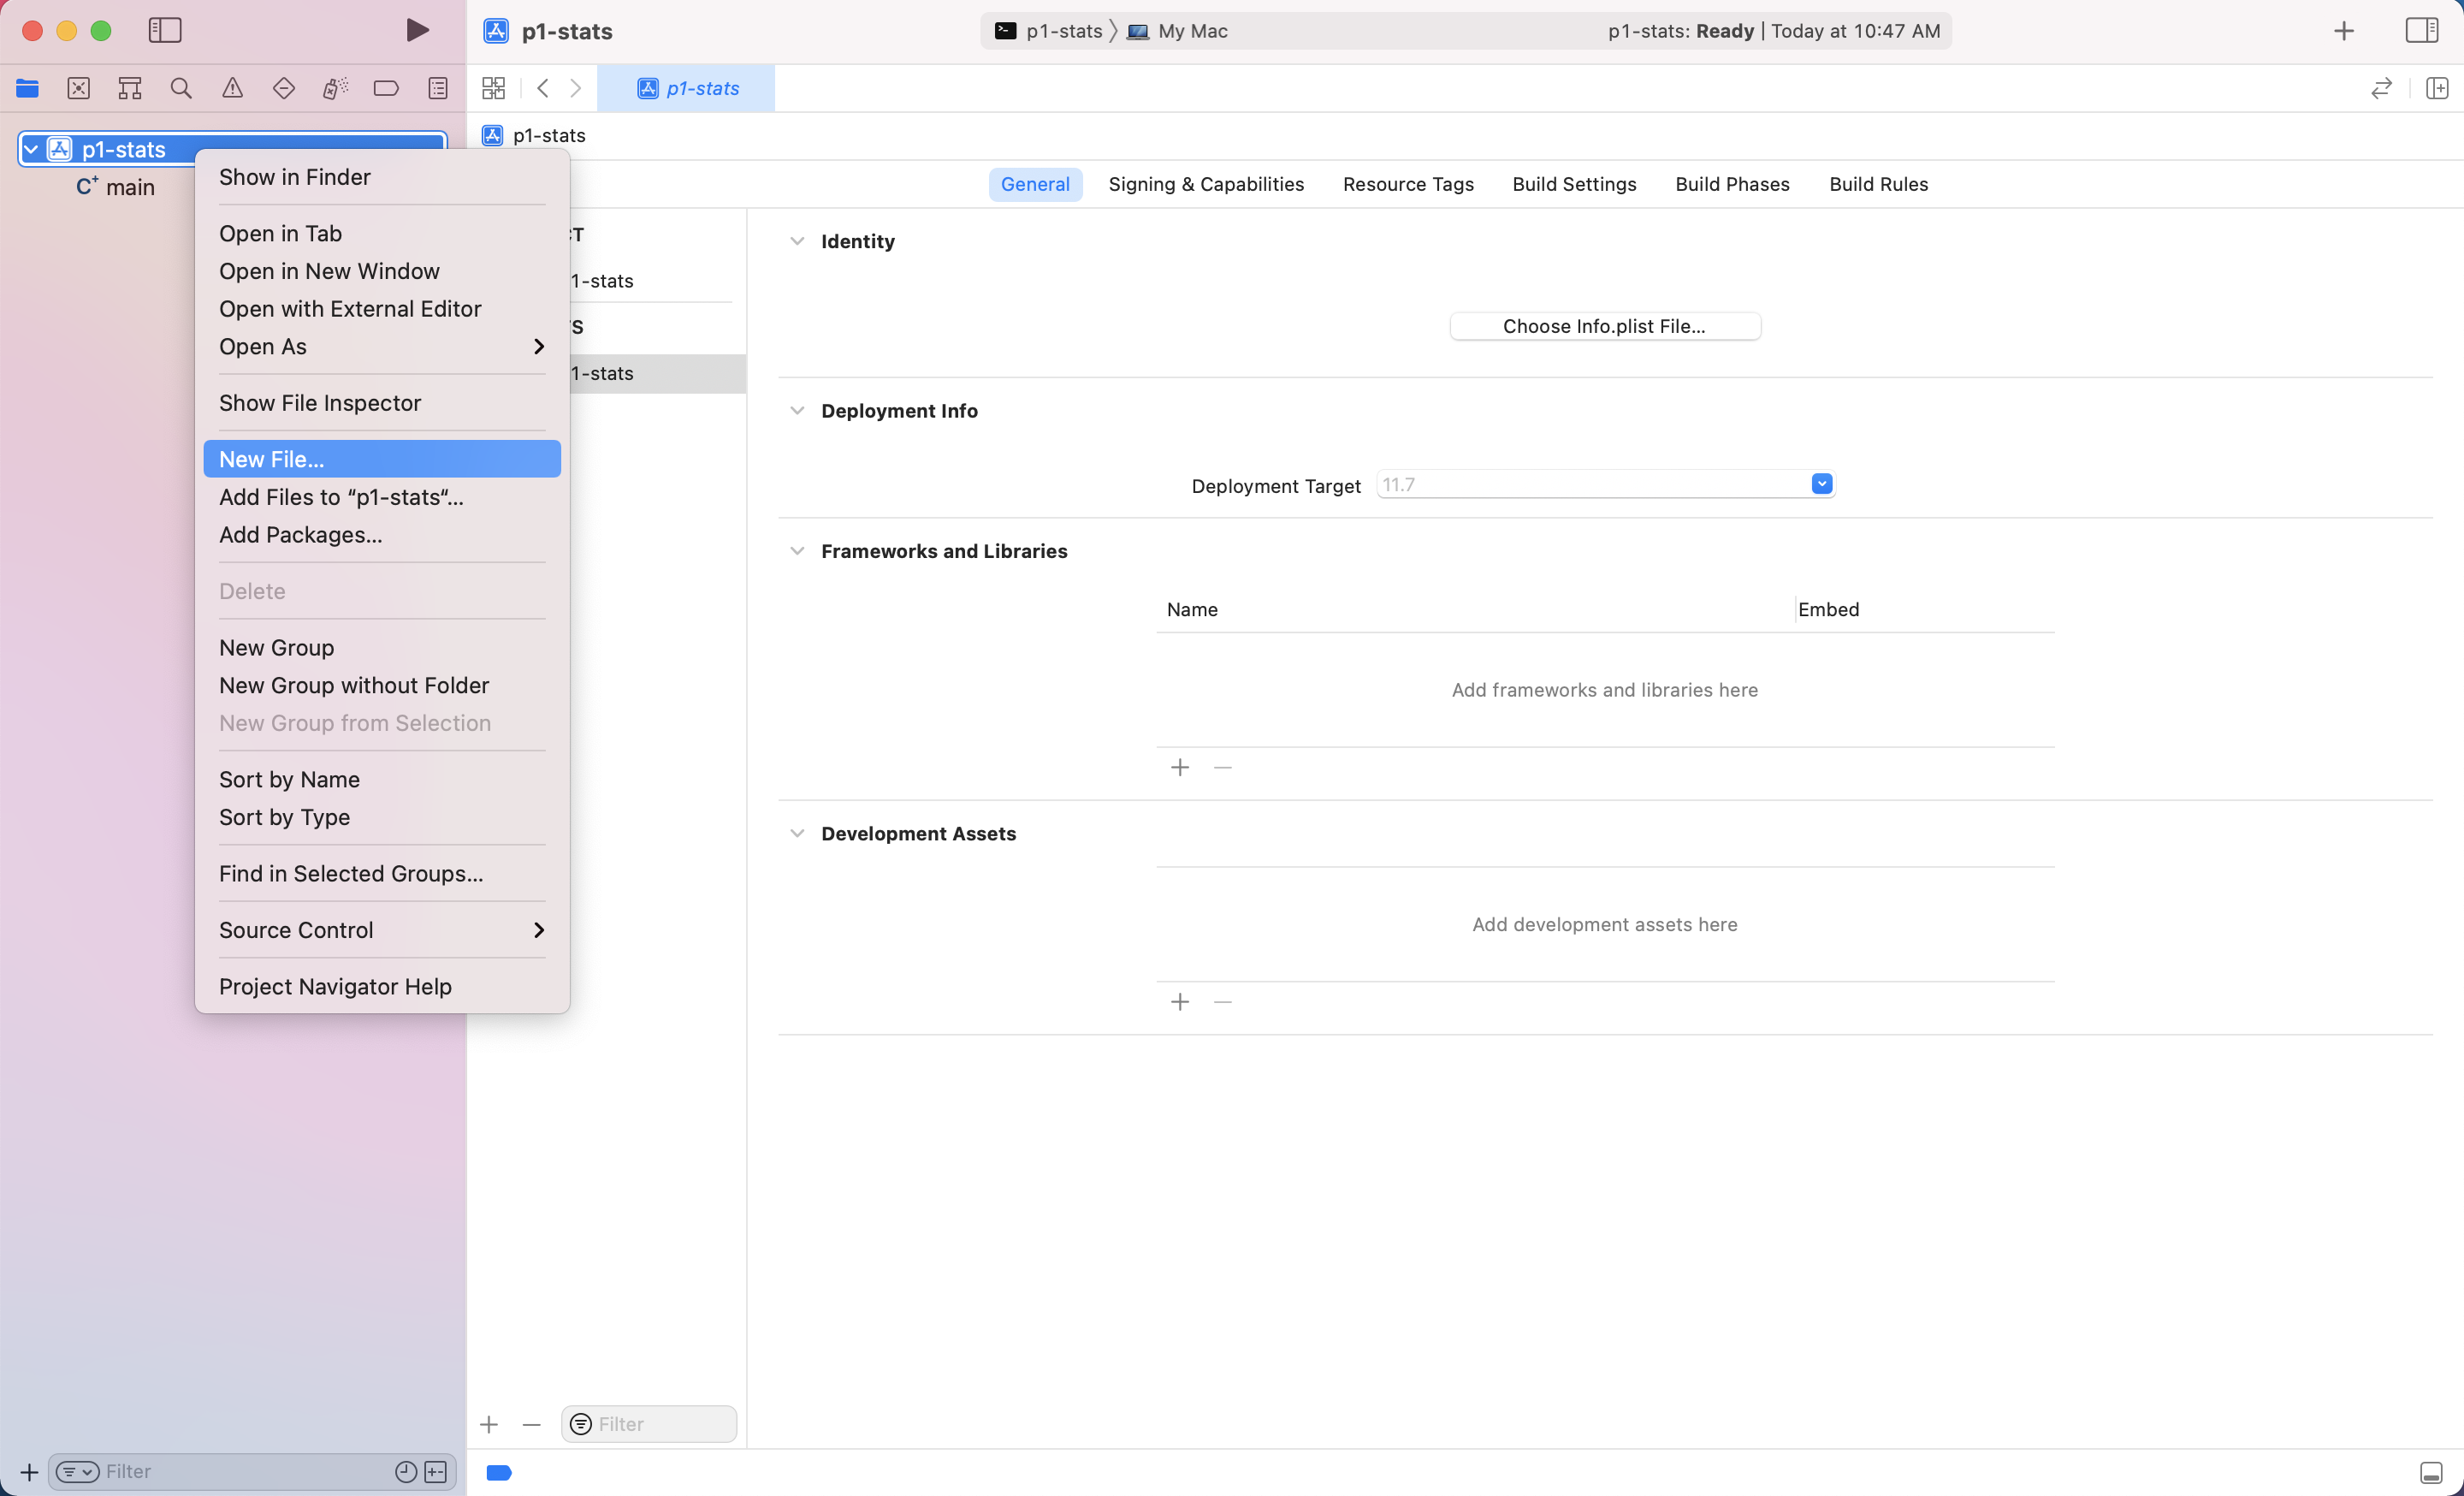 p1-stats
p1-stats
My Mac
p1-stats: Ready | Today at 10:47 AM
p1-stats
p1-stats
p1-stats
main
Show in Finder
Open in Tab
Open in New Window
Open with External Editor
Open As
Show File Inspector
New File...
Add Files to “p1-stats“...
Add Packages...
Delete
New Group
New Group without Folder
New Group from Selection
Sort by Name
Sort by Type
Find in Selected Groups...
Source Control
Project Navigator Help
General
Signing & Capabilities
Resource Tags
Build Settings
Build Phases
Build Rules
CT
1-stats
TS
1-stats
Identity
Choose Info.plist File...
Deployment Info
Deployment Target
11.7
Frameworks and Libraries
Name
Embed
Add frameworks and libraries here
Development Assets
Add development assets here
Filter
Filter